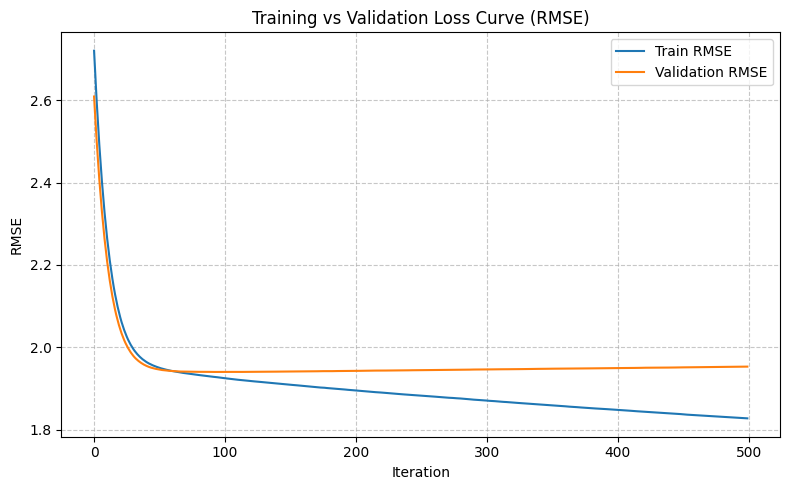 Training vs Validation Loss Curve (RMSE)
Train RMSE
Validation RMSE
RMSE
2.6
2.4
2.2
2.0
1.8
0 100 200 300 400 500
Iteration